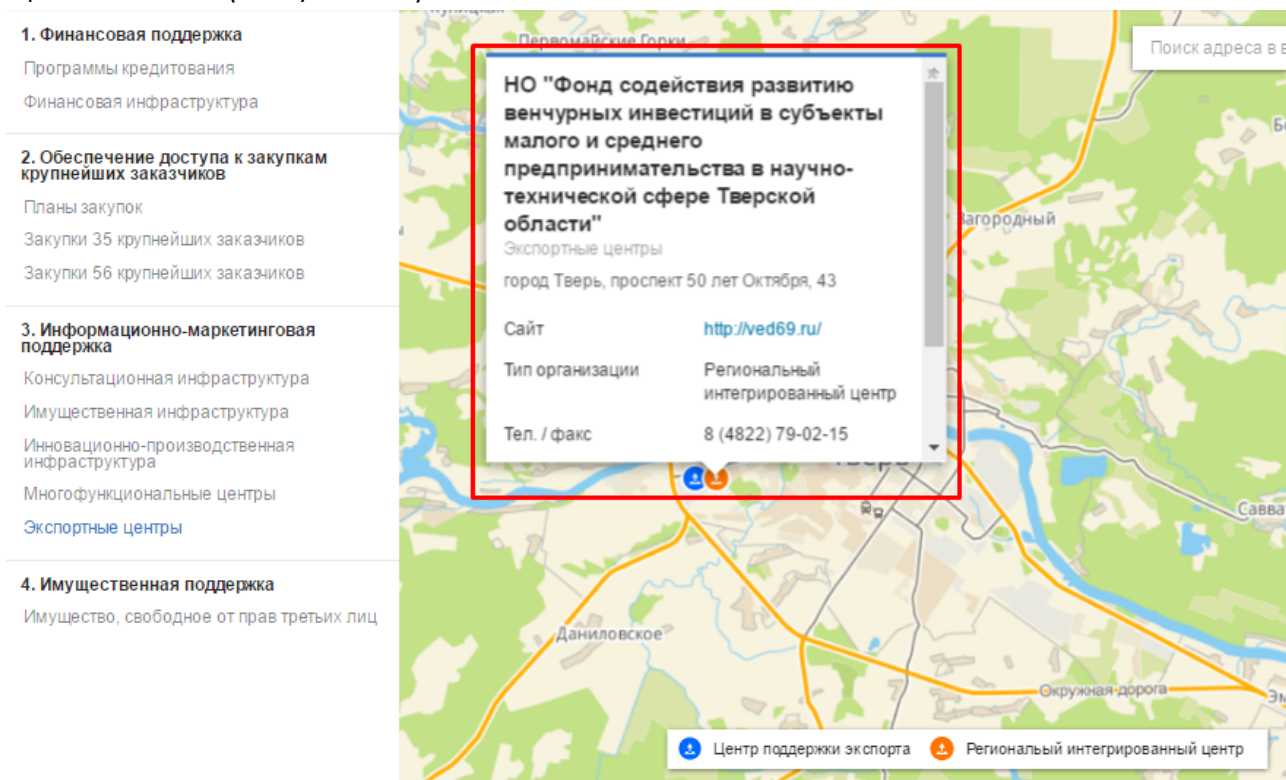 1. Финансовая поддержка
Программы кредитования
Финансовая инфраструктура
2. Обеспечение доступа к закупкам
крупнейших заказчиков
Планы закупок
Закупки 35 крупнейших заказчиков
Закупки 56 крупнейших заказчиков
3. Информационно-маркетинговая
поддержка
Консультационная инфраструктура
Имущественная инфраструктура
Инновационно-производственная
инфраструктура
Многофункциональные центры
Экспортные центры
4. Имущественная поддержка
Имущество, свободное от прав третьих лиц
Первомайские Горки
Поиск адреса в
НО "Фонд содействия развитию
венчурных инвестиций в субъекты
малого и среднего
предпринимательства в научно-
технической сфере Тверской
области"
Экспортные центры
город Тверь, проспект 50 лет Октября, 43
Сайт http://ved69.ru/
Тип организации Региональный
интегрированный центр
Тел. / факс 8 (4822) 79-02-15
Загородный
Тверь
Савва
Даниловское
Окружная дорога
Эм
Центр поддержки экспорта Региональый интегрированный центр